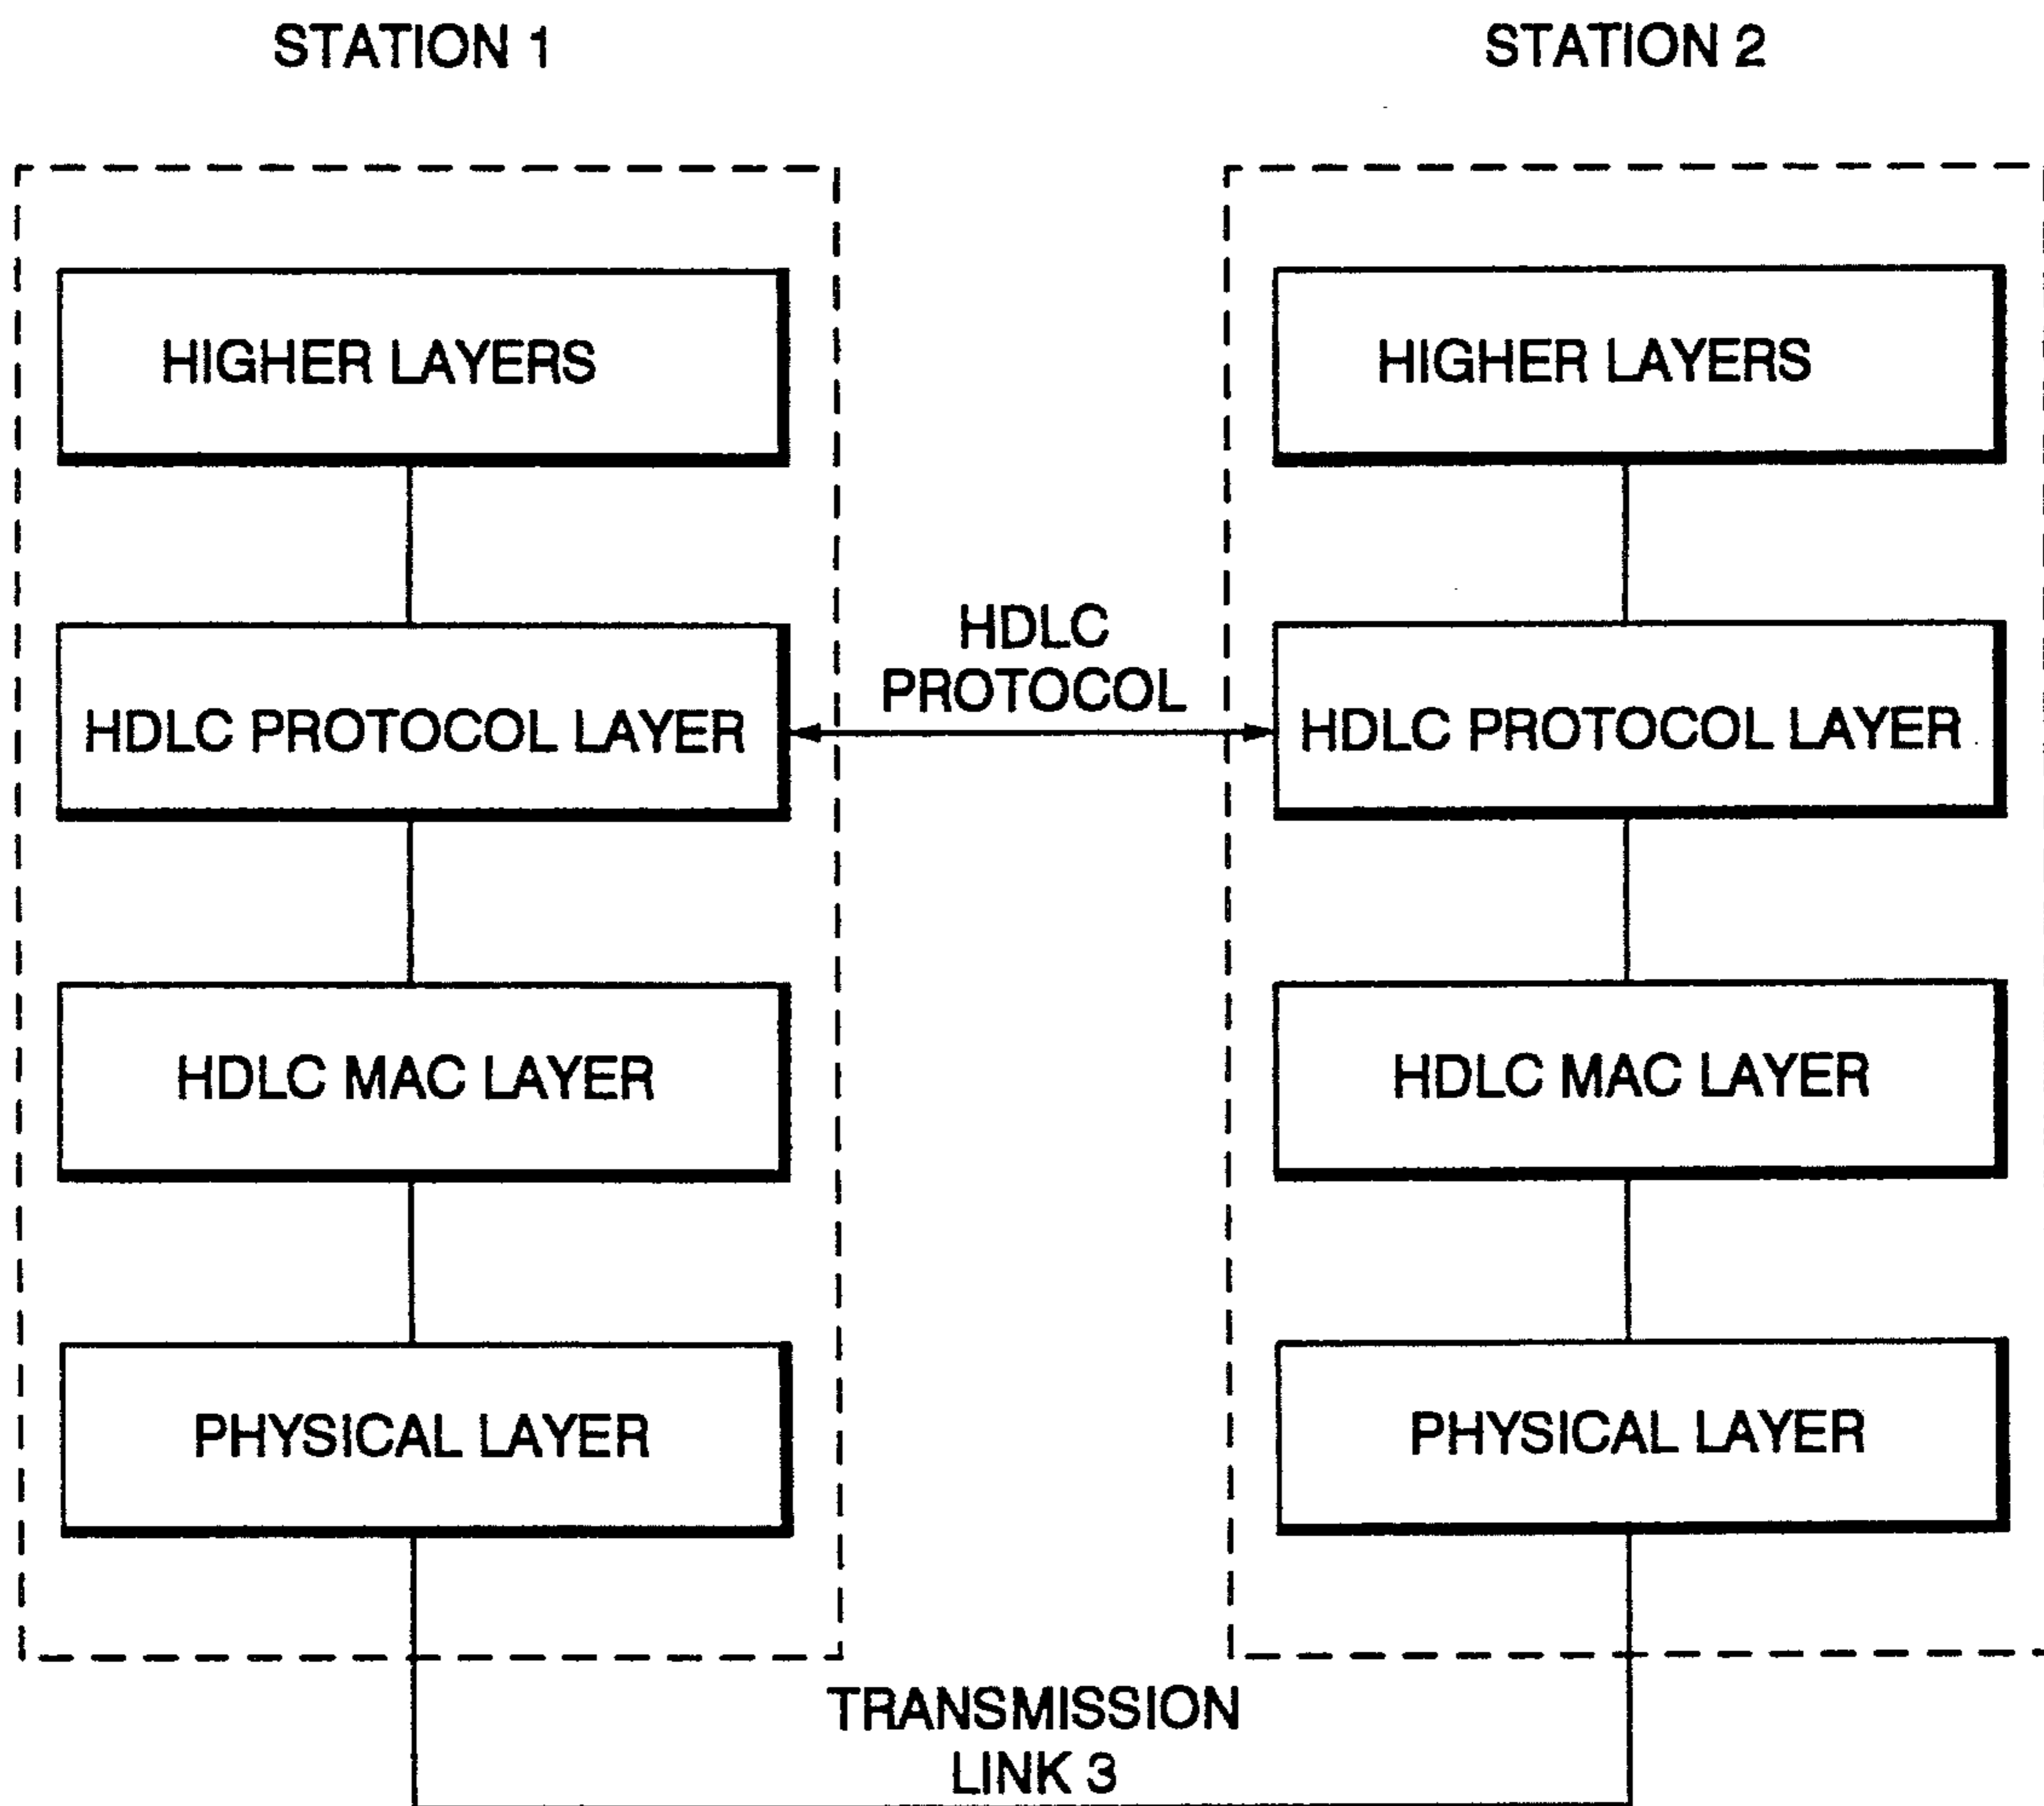 STATION 1
STATION 2
HIGHER LAYERS
HIGHER LAYERS
HDLC
PROTOCOL
HDLC PROTOCOL LAYER
HDLC PROTOCOL LAYER
HDLC MAC LAYER
HDLC MAC LAYER
PHYSICAL LAYER
PHYSICAL LAYER
TRANSMISSION
LINK 3